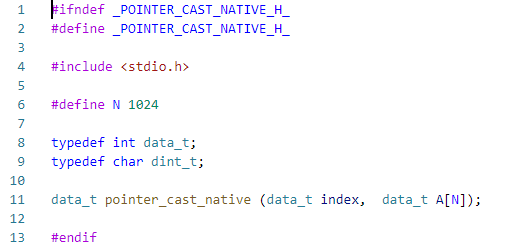 1 #ifndef _POINTER_CAST_NATIVE_H_
2 #define _POINTER_CAST_NATIVE_H_
3
4 #include <stdio.h>
5
6 #define N 1024
7
8 typedef int data_t;
9 typedef char dint_t;
10
11 data_t pointer_cast_native (data_t index,  data_t A[N]);
12
13 #endif